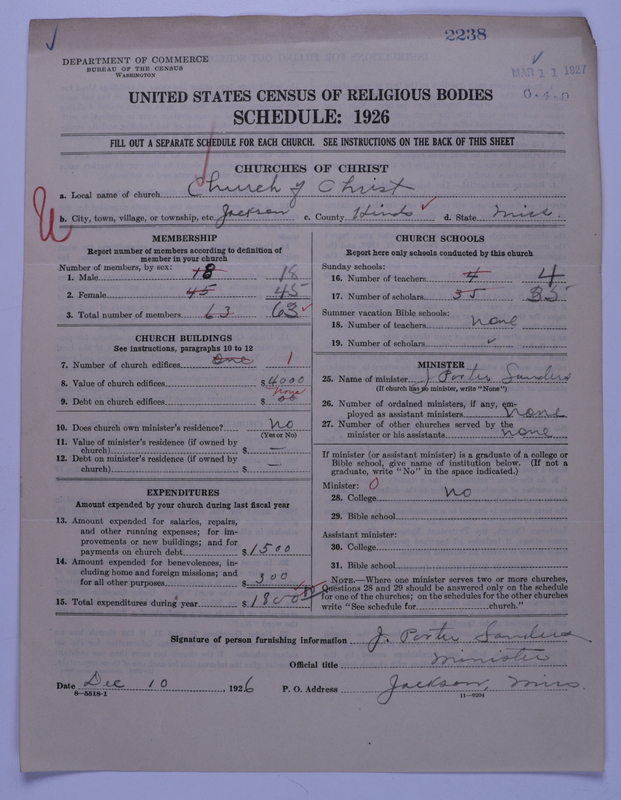 2238
DEPARTMENT OF COMMERCE
BUREAU OF THE CENSUS
WASHINGTON
MAR 11 1927
UNITED STATES CENSUS OF RELIGIOUS BODIES
SCHEDULE: 1926
FILL OUT A SEPARATE SCHEDULE FOR EACH CHURCH. SEE INSTRUCTIONS ON THE BACK OF THIS SHEET
CHURCHES OF CHRIST
a. Local name of church Church of Christ
b. City, town, village, or township, etc. Jackson c. County Hinds d. State Miss.
MEMBERSHIP
Report number of members according to definition of
member in your church
Number of members, by sex:
1. Male 18 18
2. Female 45 45
3. Total number of members 63 63
CHURCH BUILDINGS
See instructions, paragraphs 10 to 12
7. Number of church edifices One 1
8. Value of church edifices $4000
none
9. Debt on church edifices $ 00
10. Does church own minister's residence? No
(Yes or No)
11. Value of minister's residence (if owned by
church) $ —
12. Debt on minister's residence (if owned by
church) $ —
EXPENDITURES
Amount expended by your church during last fiscal year
13. Amount expended for salaries, repairs,
and other running expenses; for im-
provements or new buildings; and for
payments on church debt $1500
14. Amount expended for benevolences, in-
cluding home and foreign missions; and
for all other purposes $ 300
15. Total expenditures during year $1800
CHURCH SCHOOLS
Report here only schools conducted by this church
Sunday schools:
16. Number of teachers 4 4
17. Number of scholars 35 35
Summer vacation Bible schools:
18. Number of teachers none
19. Number of scholars
MINISTER
25. Name of minister J Porter Sanders
(If church has no minister, write "None")
26. Number of ordained ministers, if any, em-
ployed as assistant ministers none
27. Number of other churches served by the
minister or his assistants none
If minister (or assistant minister) is a graduate of a college or
Bible school, give name of institution below. (If not a
graduate, write "No" in the space indicated.)
Minister: 0
28. College no
29. Bible school
Assistant minister:
30. College
31. Bible school
NOTE.—Where one minister serves two or more churches,
Questions 28 and 29 should be answered only on the schedule
for one of the churches; on the schedules for the other churches
write "See schedule for church."
Signature of person furnishing information J. Porter Sanders
Official title Minister
Date Dec 10, 1926 P. O. Address Jackson, Miss.
8—5518-1 11—9204